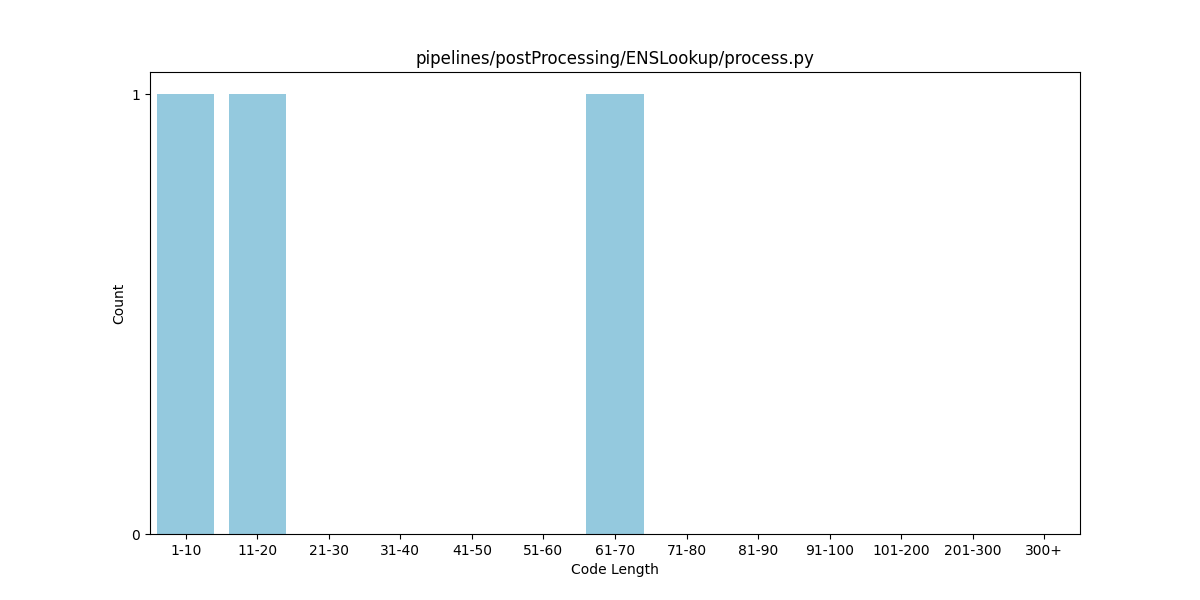 pipelines/postProcessing/ENSLookup/process.py
1
Count
0
1-10 11-20 21-30 31-40 41-50 51-60 61-70 71-80 81-90 91-100 101-200 201-300 300+
Code Length